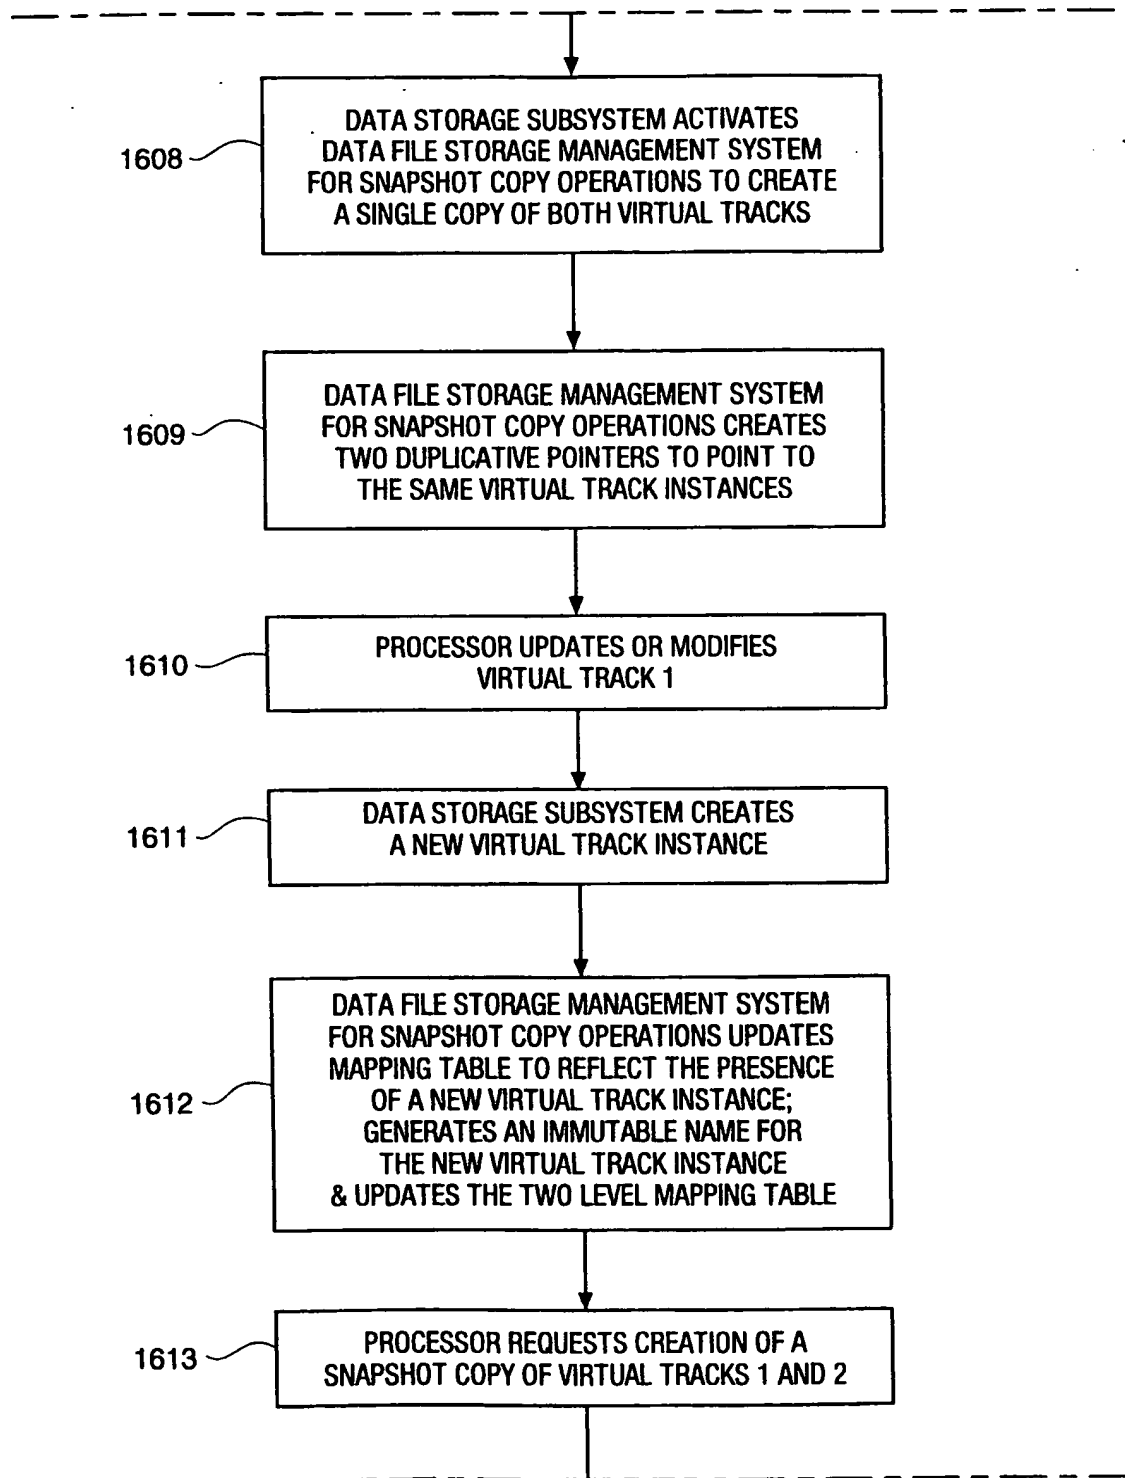 1608
DATA STORAGE SUBSYSTEM ACTIVATES
DATA FILE STORAGE MANAGEMENT SYSTEM
FOR SNAPSHOT COPY OPERATIONS TO CREATE
A SINGLE COPY OF BOTH VIRTUAL TRACKS
1609
DATA FILE STORAGE MANAGEMENT SYSTEM
FOR SNAPSHOT COPY OPERATIONS CREATES
TWO DUPLICATIVE POINTERS TO POINT TO
THE SAME VIRTUAL TRACK INSTANCES
1610
PROCESSOR UPDATES OR MODIFIES
VIRTUAL TRACK 1
1611
DATA STORAGE SUBSYSTEM CREATES
A NEW VIRTUAL TRACK INSTANCE
1612
DATA FILE STORAGE MANAGEMENT SYSTEM
FOR SNAPSHOT COPY OPERATIONS UPDATES
MAPPING TABLE TO REFLECT THE PRESENCE
OF A NEW VIRTUAL TRACK INSTANCE;
GENERATES AN IMMUTABLE NAME FOR
THE NEW VIRTUAL TRACK INSTANCE
& UPDATES THE TWO LEVEL MAPPING TABLE
1613
PROCESSOR REQUESTS CREATION OF A
SNAPSHOT COPY OF VIRTUAL TRACKS 1 AND 2